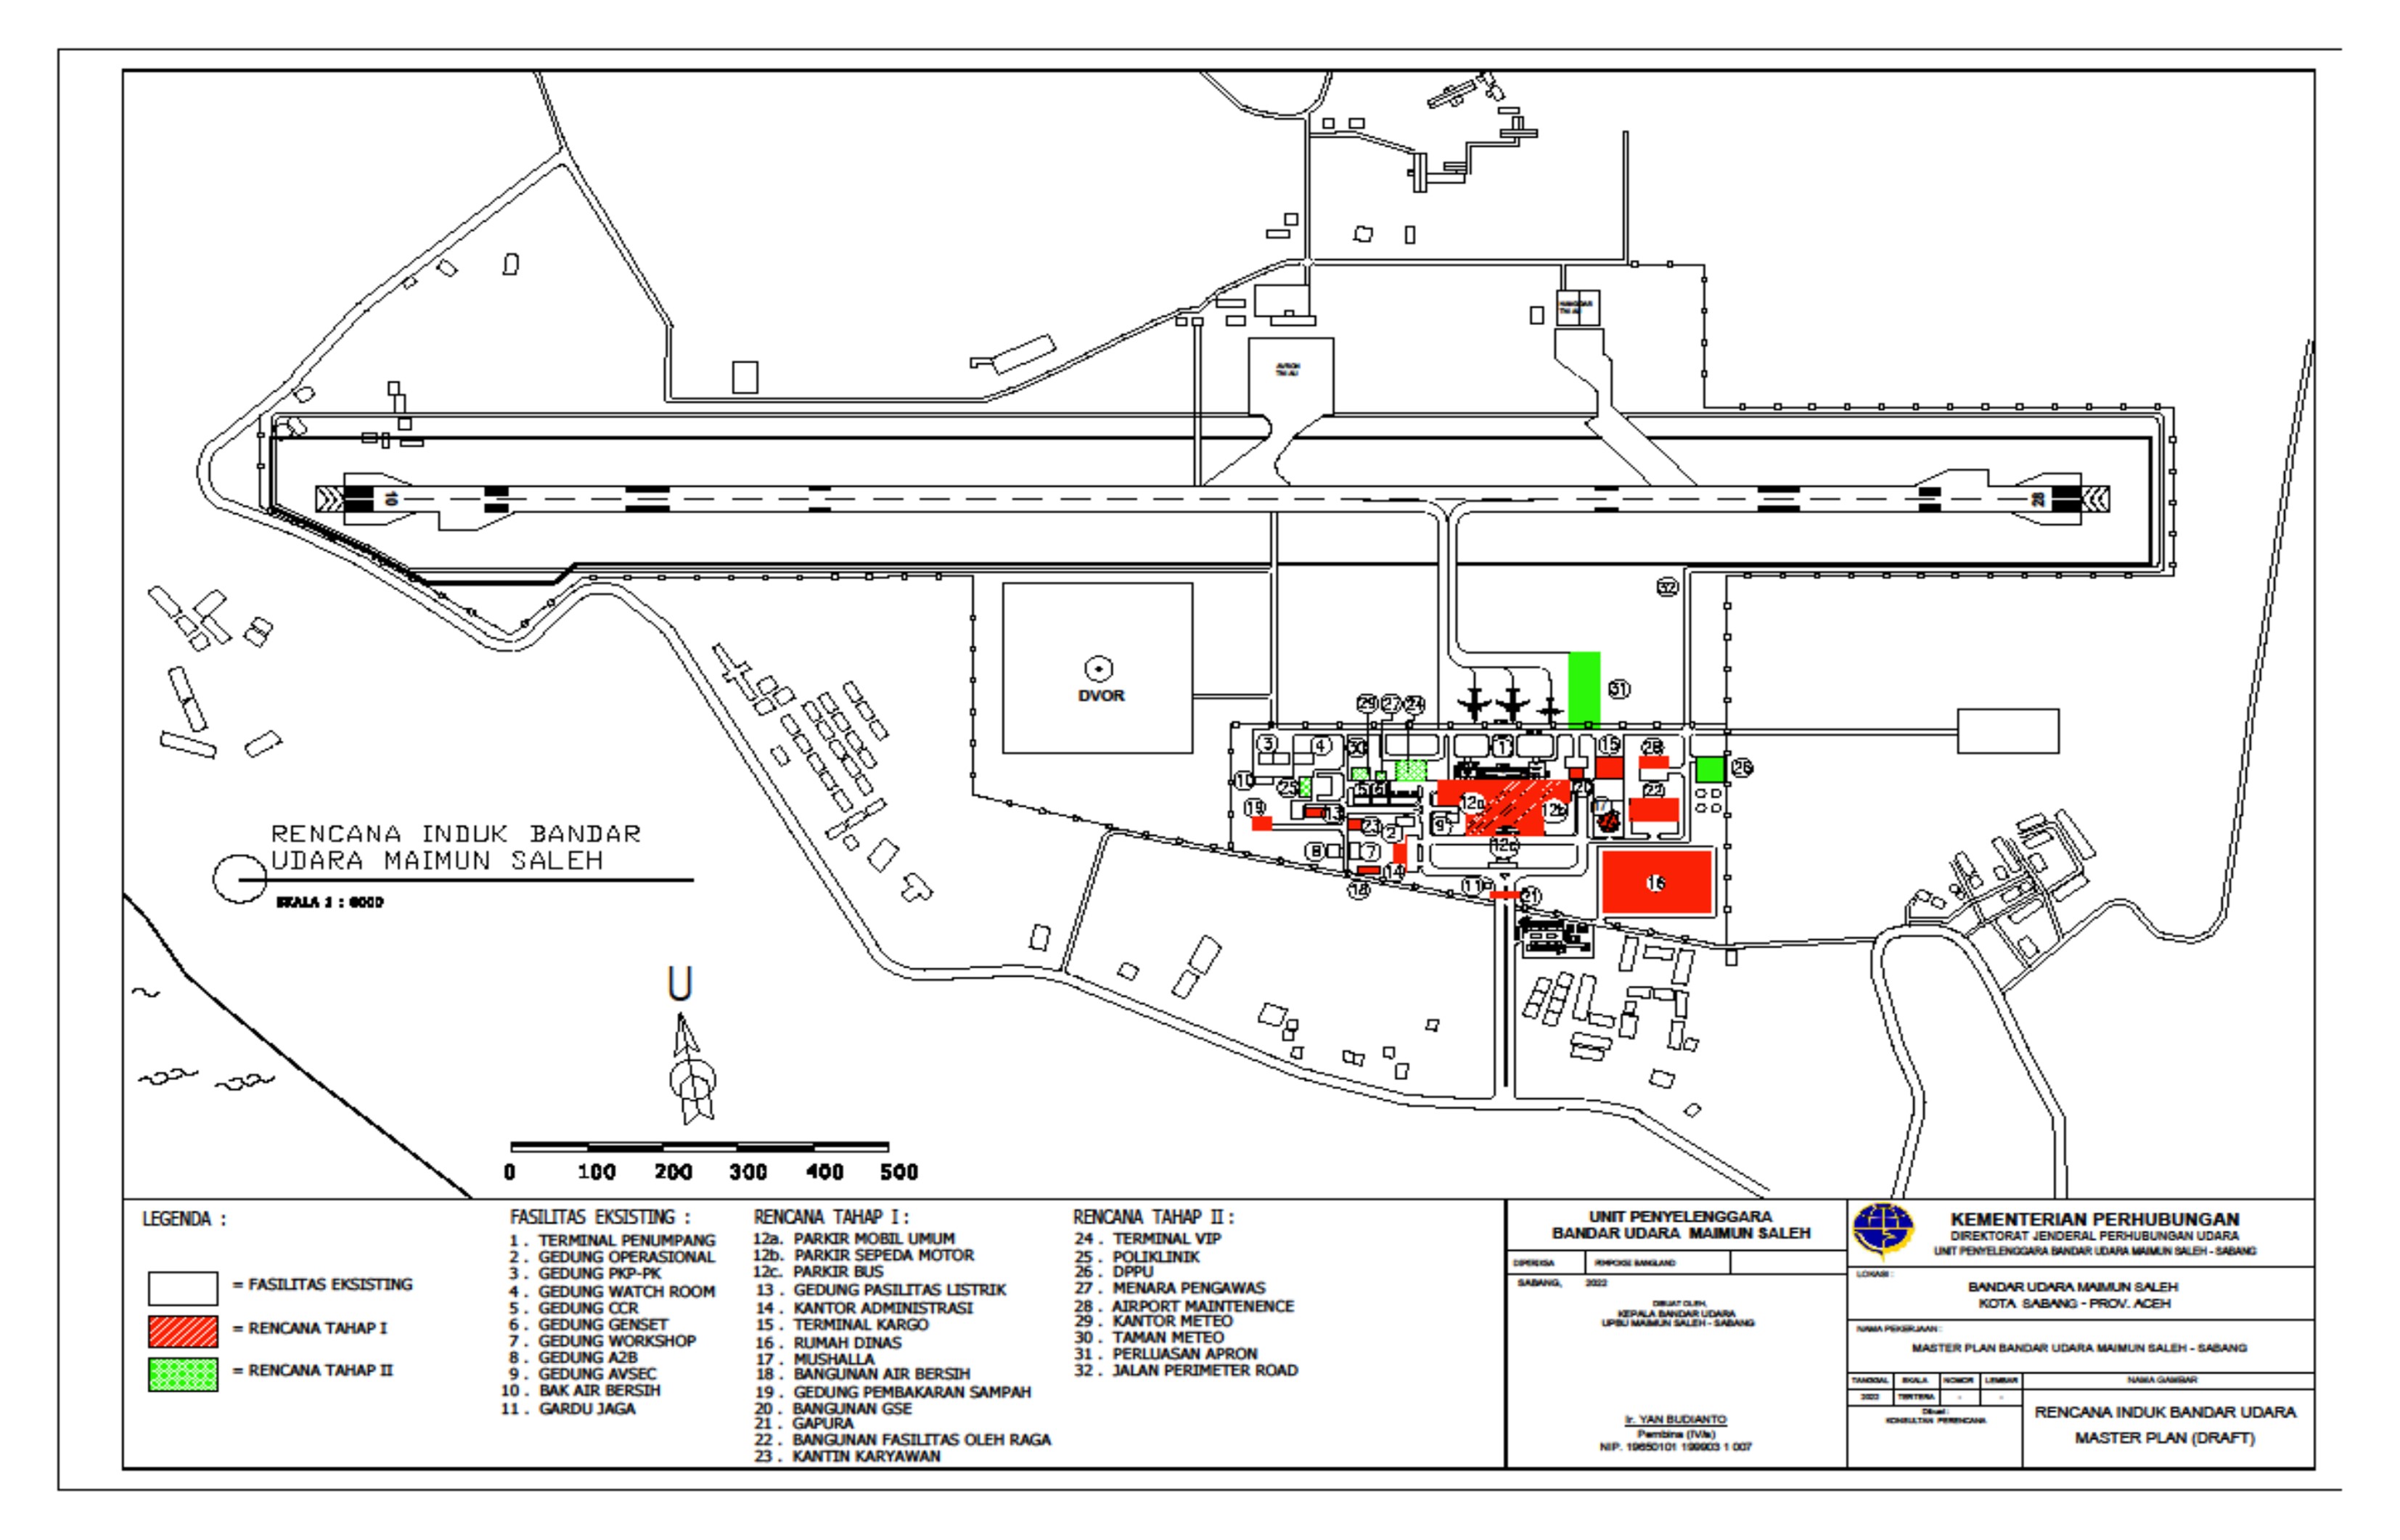 HANGGAR
TNI AU
TNI AU
10
28
32
DVOR
31
29 27 24
3 4 30 1 15 28
10 25 5 6 20 26
19 13 12a 12b 17 22
23 2 9
8 7 12c
14 16
18 11 21
RENCANA INDUK BANDAR
UDARA MAIMUN SALEH
SKALA 1 : 6000
U
0 100 200 300 400 500
LEGENDA :
= FASILITAS EKSISTING
= RENCANA TAHAP I
= RENCANA TAHAP II
FASILITAS EKSISTING :
1 . TERMINAL PENUMPANG
2 . GEDUNG OPERASIONAL
3 . GEDUNG PKP-PK
4 . GEDUNG WATCH ROOM
5 . GEDUNG CCR
6 . GEDUNG GENSET
7 . GEDUNG WORKSHOP
8 . GEDUNG A2B
9 . GEDUNG AVSEC
10 . BAK AIR BERSIH
11 . GARDU JAGA
RENCANA TAHAP I :
12a. PARKIR MOBIL UMUM
12b. PARKIR SEPEDA MOTOR
12c. PARKIR BUS
13 . GEDUNG PASILITAS LISTRIK
14 . KANTOR ADMINISTRASI
15 . TERMINAL KARGO
16 . RUMAH DINAS
17 . MUSHALLA
18 . BANGUNAN AIR BERSIH
19 . GEDUNG PEMBAKARAN SAMPAH
20 . BANGUNAN GSE
21 . GAPURA
22 . BANGUNAN FASILITAS OLEH RAGA
23 . KANTIN KARYAWAN
RENCANA TAHAP II :
24 . TERMINAL VIP
25 . POLIKLINIK
26 . DPPU
27 . MENARA PENGAWAS
28 . AIRPORT MAINTENENCE
29 . KANTOR METEO
30 . TAMAN METEO
31 . PERLUASAN APRON
32 . JALAN PERIMETER ROAD
UNIT PENYELENGGARA
BANDAR UDARA MAIMUN SALEH
DIPERIKSA
SABANG, 2022
DIBUAT OLEH,
KEPALA BANDAR UDARA
UPBU MAIMUN SALEH - SABANG
Ir. YAN BUDIANTO
Pembina (IV/a)
NIP. 19650101 199903 1 007
KEMENTERIAN PERHUBUNGAN
DIREKTORAT JENDERAL PERHUBUNGAN UDARA
UNIT PENYELENGGARA BANDAR UDARA MAIMUN SALEH - SABANG
LOKASI :
BANDAR UDARA MAIMUN SALEH
KOTA SABANG - PROV. ACEH
NAMA PEKERJAAN :
MASTER PLAN BANDAR UDARA MAIMUN SALEH - SABANG
TANGGAL SKALA NOMOR LEMBAR NAMA GAMBAR
2022 TERTERA - -
Dibuat :
KONSULTAN PERENCANA
RENCANA INDUK BANDAR UDARA
MASTER PLAN (DRAFT)